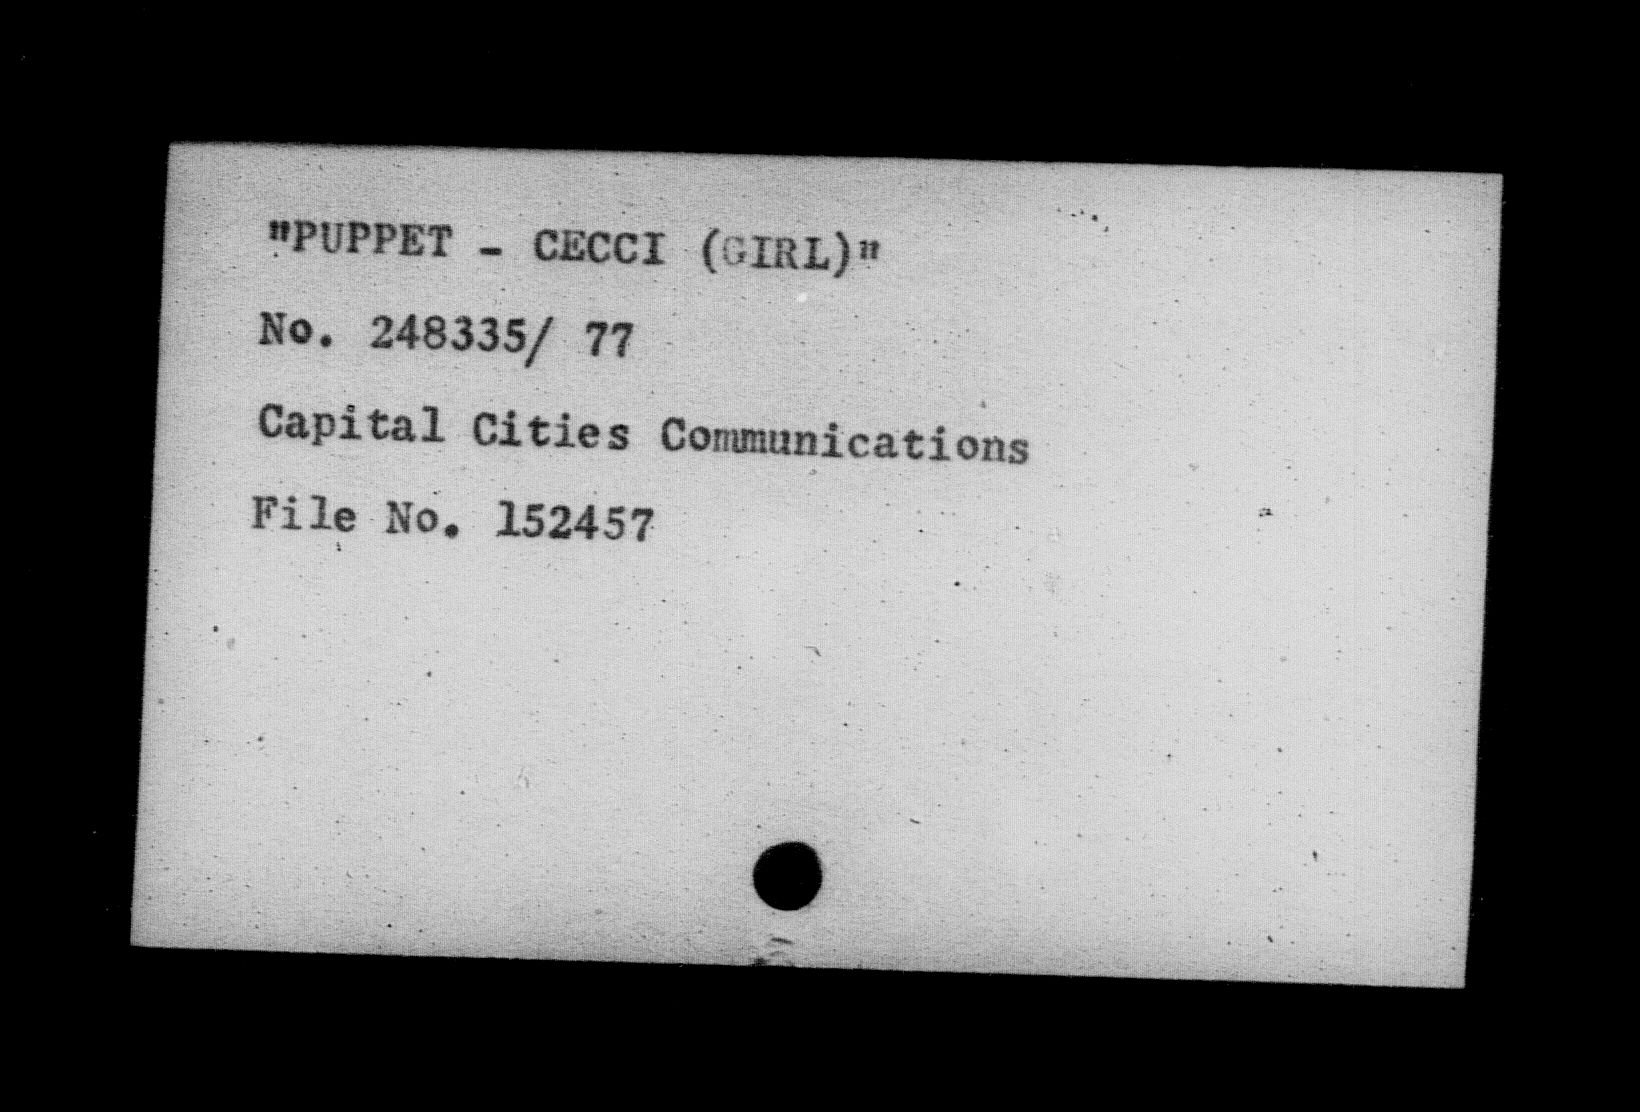 "PUPPET - CECCI (GIRL)"
No. 248335/ 77
Capital Cities Communications
File No. 152457